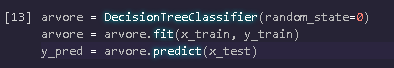 [13] arvore = DecisionTreeClassifier(random_state=0)
arvore = arvore.fit(x_train, y_train)
y_pred = arvore.predict(x_test)